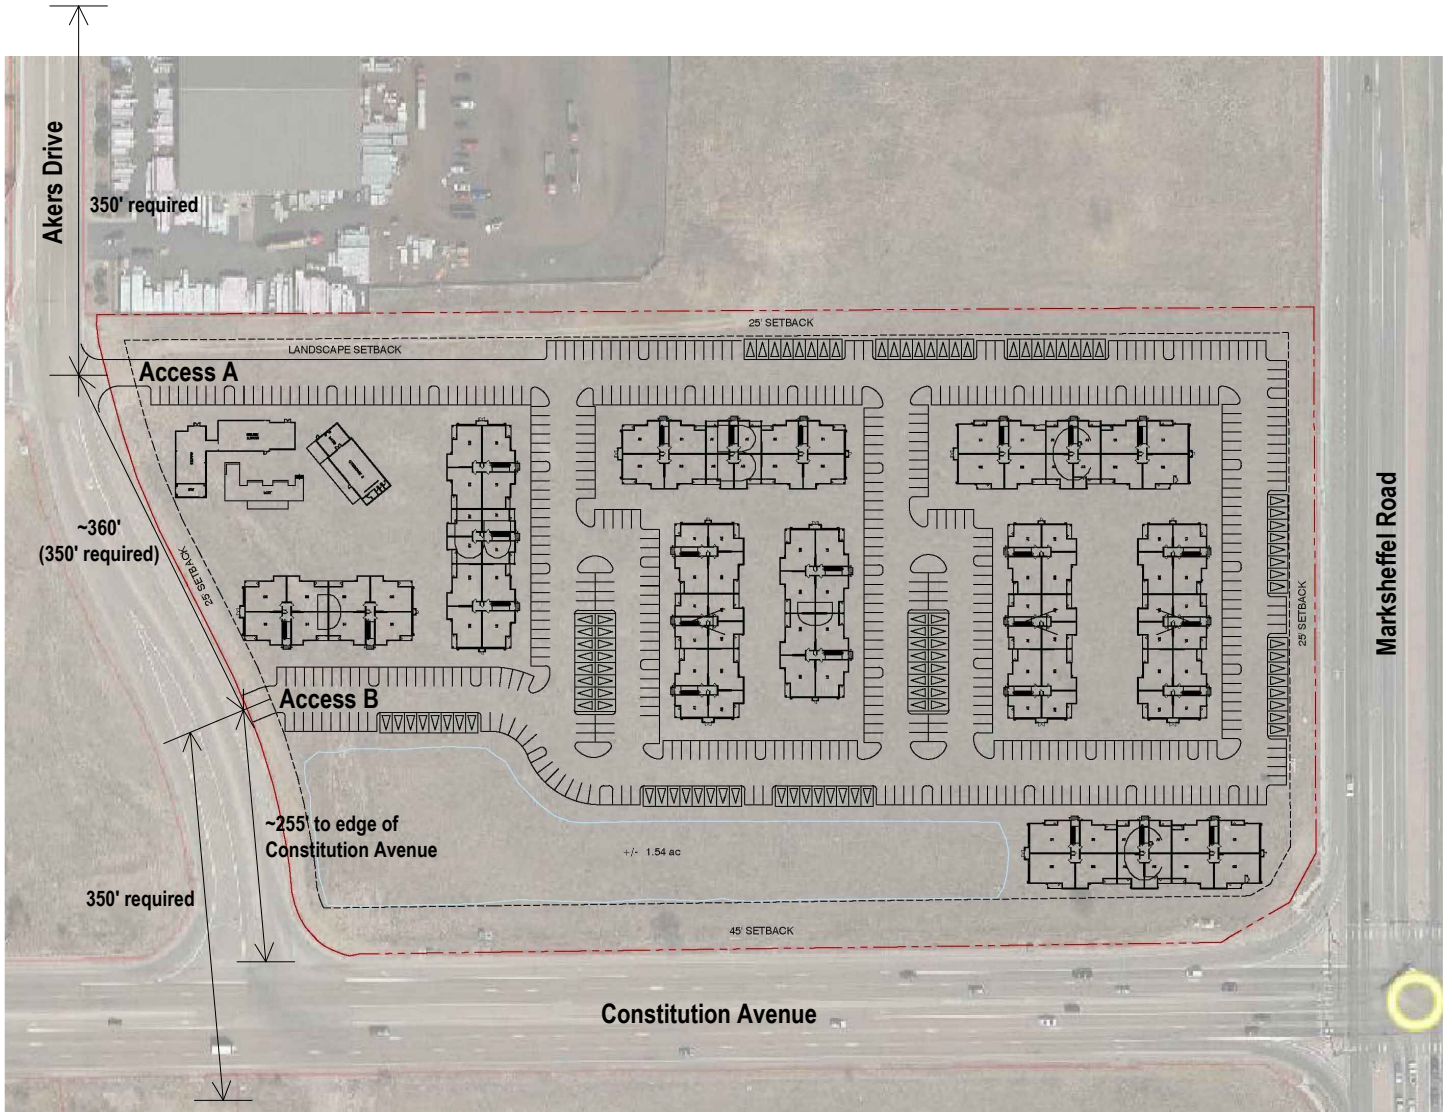 Akers Drive
350' required
25' SETBACK
LANDSCAPE SETBACK
Access A
~360'
(350' required)
25' SETBACK
Marksheffel Road
25' SETBACK
Access B
~255' to edge of
Constitution Avenue
+/- 1.54 ac
350' required
45' SETBACK
Constitution Avenue